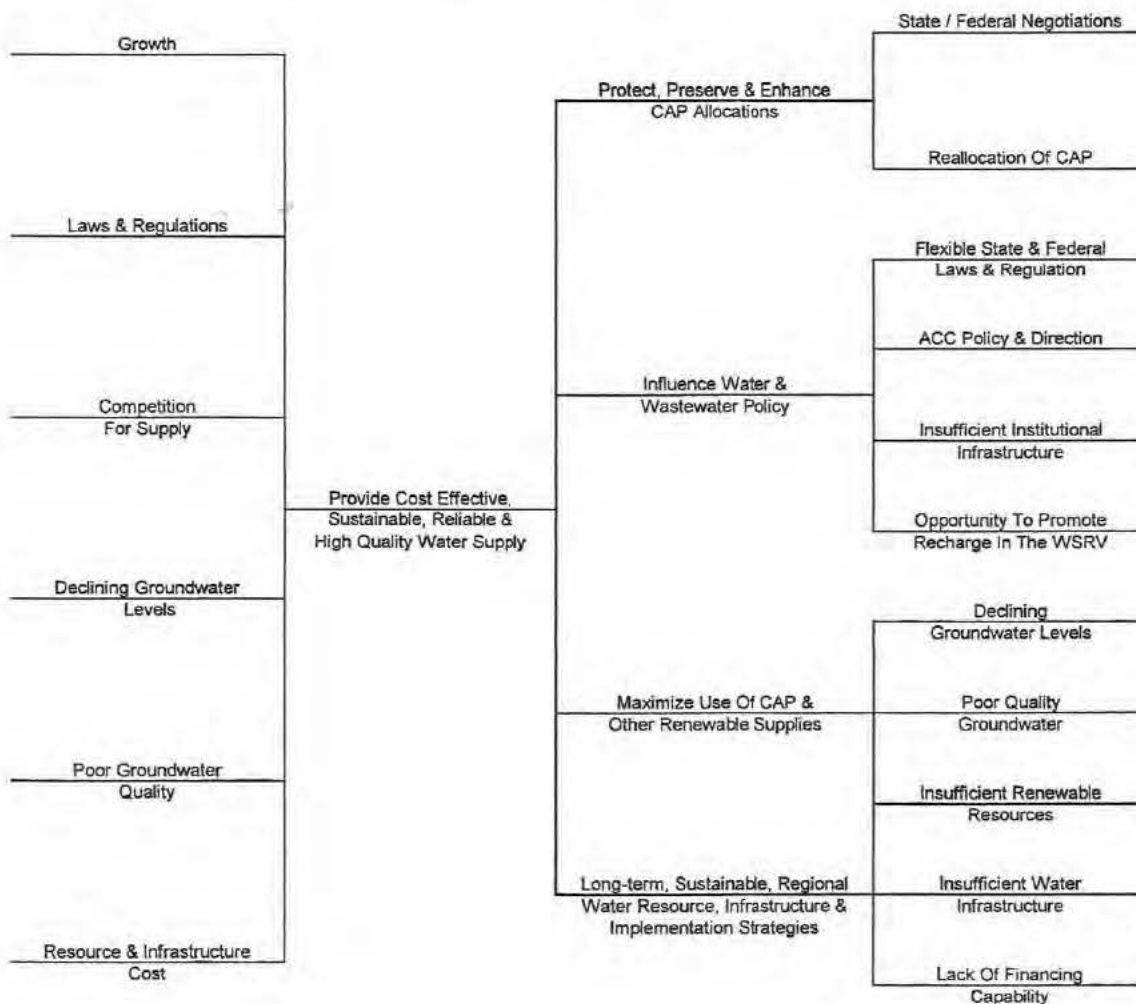 Growth
Laws & Regulations
Competition
For Supply
Declining Groundwater
Levels
Poor Groundwater
Quality
Resource & Infrastructure
Cost
Provide Cost Effective,
Sustainable, Reliable &
High Quality Water Supply
Protect, Preserve & Enhance
CAP Allocations
Influence Water &
Wastewater Policy
Maximize Use Of CAP &
Other Renewable Supplies
Long-term, Sustainable, Regional
Water Resource, Infrastructure &
Implementation Strategies
State / Federal Negotiations
Reallocation Of CAP
Flexible State & Federal
Laws & Regulation
ACC Policy & Direction
Insufficient Institutional
Infrastructure
Opportunity To Promote
Recharge In The WSRV
Declining
Groundwater Levels
Poor Quality
Groundwater
Insufficient Renewable
Resources
Insufficient Water
Infrastructure
Lack Of Financing
Capability